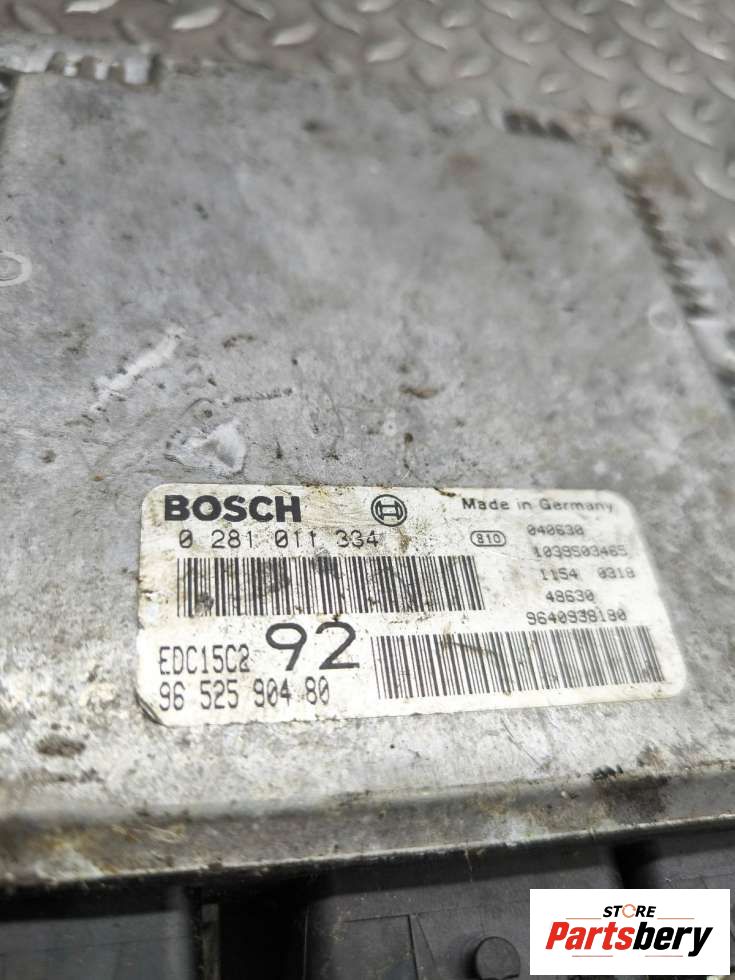 BOSCH
Made in Germany
0 281 011 334
810
040630
1039S03465
1154 0318
48630
9640939180
EDC15C2
92
96 525 904 80
STORE
Partsbery